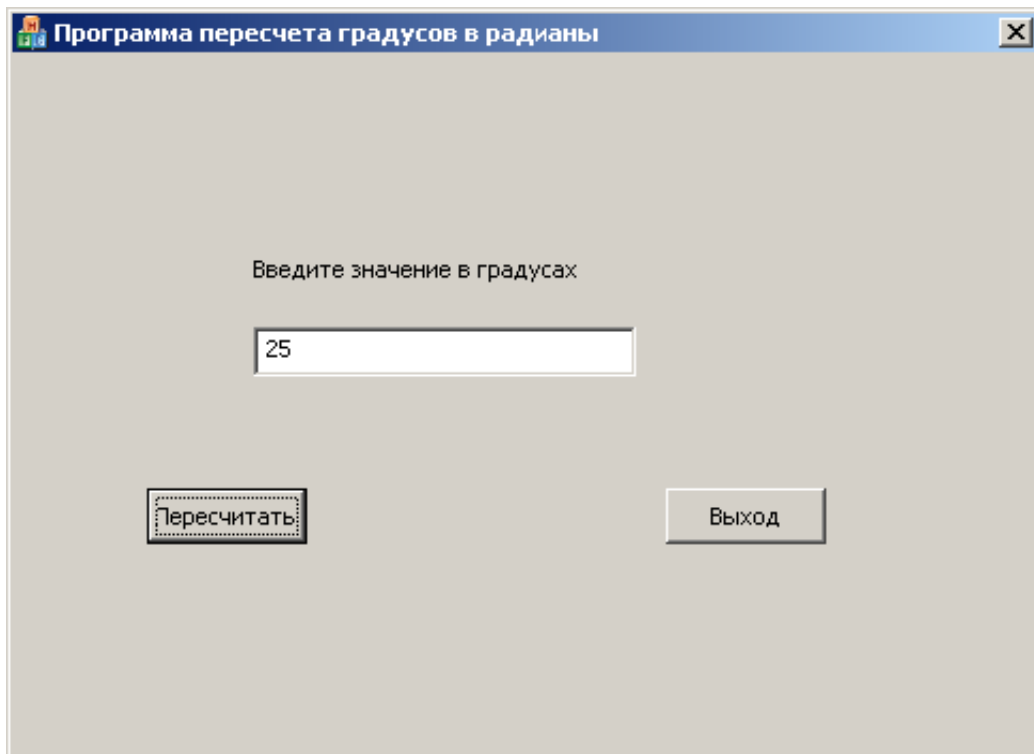 Программа пересчета градусов в радианы
Введите значение в градусах
25
Пересчитать
Выход